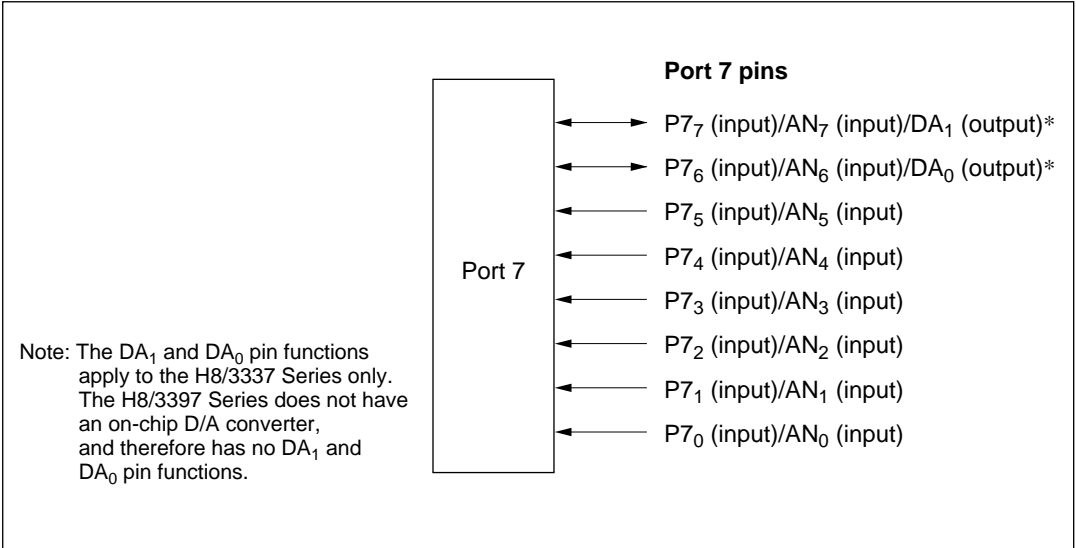 Port 7 pins
P7₇ (input)/AN₇ (input)/DA₁ (output)*
P7₆ (input)/AN₆ (input)/DA₀ (output)*
P7₅ (input)/AN₅ (input)
P7₄ (input)/AN₄ (input)
Port 7
P7₃ (input)/AN₃ (input)
P7₂ (input)/AN₂ (input)
P7₁ (input)/AN₁ (input)
P7₀ (input)/AN₀ (input)
Note: The DA₁ and DA₀ pin functions
apply to the H8/3337 Series only.
The H8/3397 Series does not have
an on-chip D/A converter,
and therefore has no DA₁ and
DA₀ pin functions.